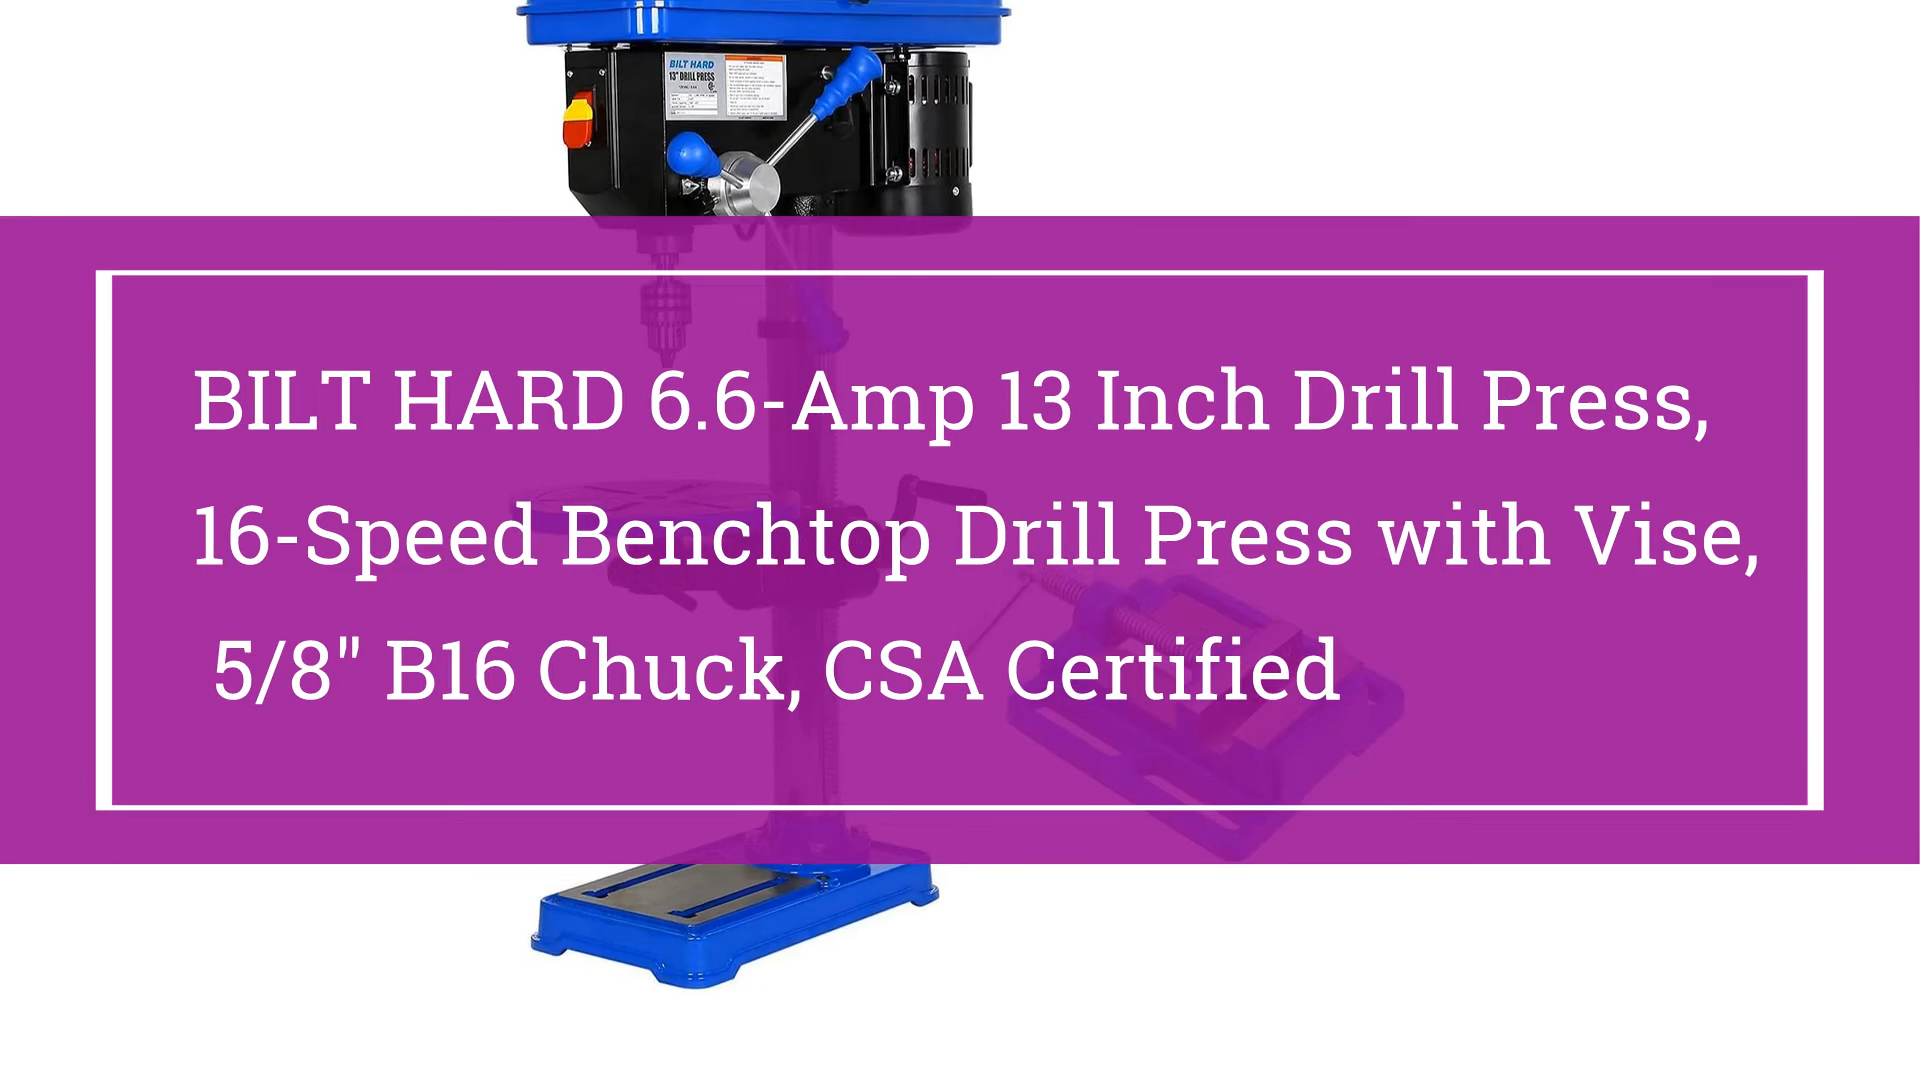 BILT HARD
13" DRILL PRESS
BILT HARD 6.6-Amp 13 Inch Drill Press,
16-Speed Benchtop Drill Press with Vise,
5/8" B16 Chuck, CSA Certified